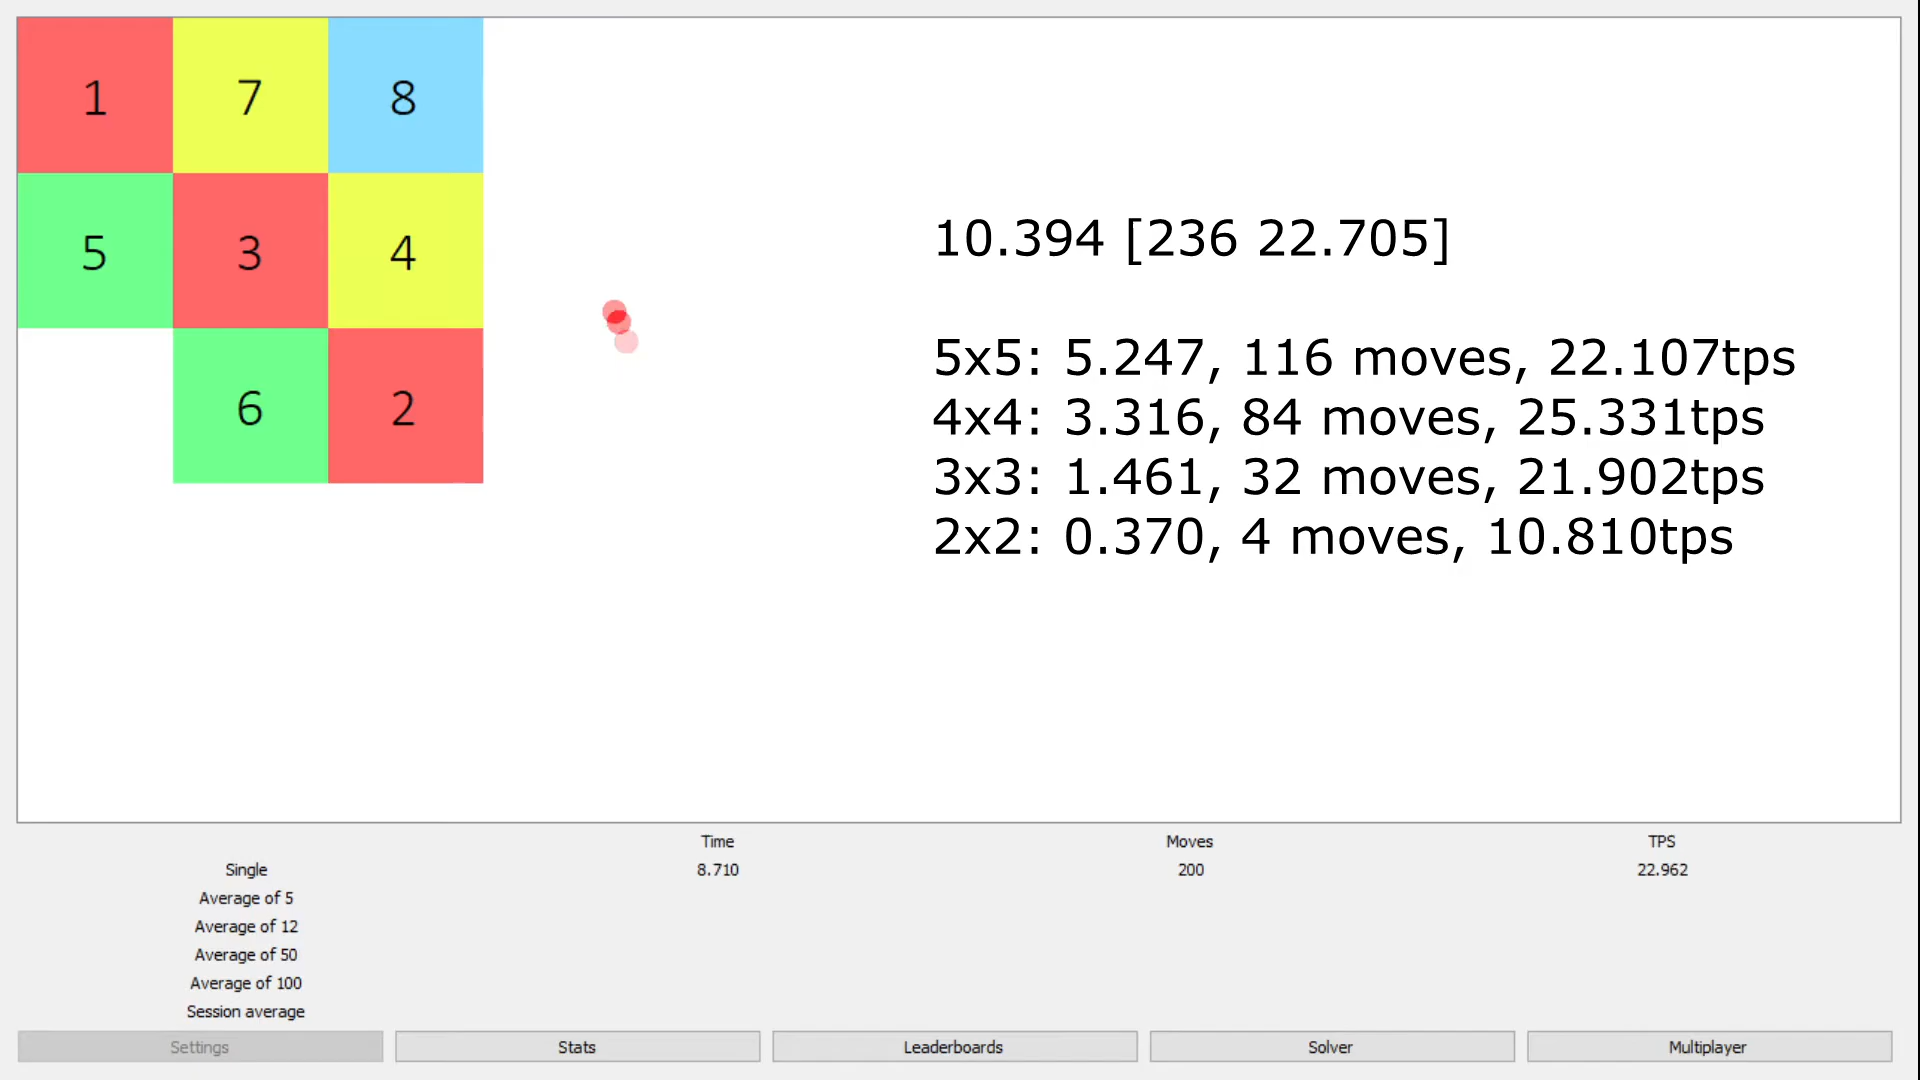 1 7 8
5 3 4
6 2
10.394 [236 22.705]
5x5: 5.247, 116 moves, 22.107tps
4x4: 3.316, 84 moves, 25.331tps
3x3: 1.461, 32 moves, 21.902tps
2x2: 0.370, 4 moves, 10.810tps
Time Moves TPS
Single 8.710 200 22.962
Average of 5
Average of 12
Average of 50
Average of 100
Session average
Settings Stats Leaderboards Solver Multiplayer